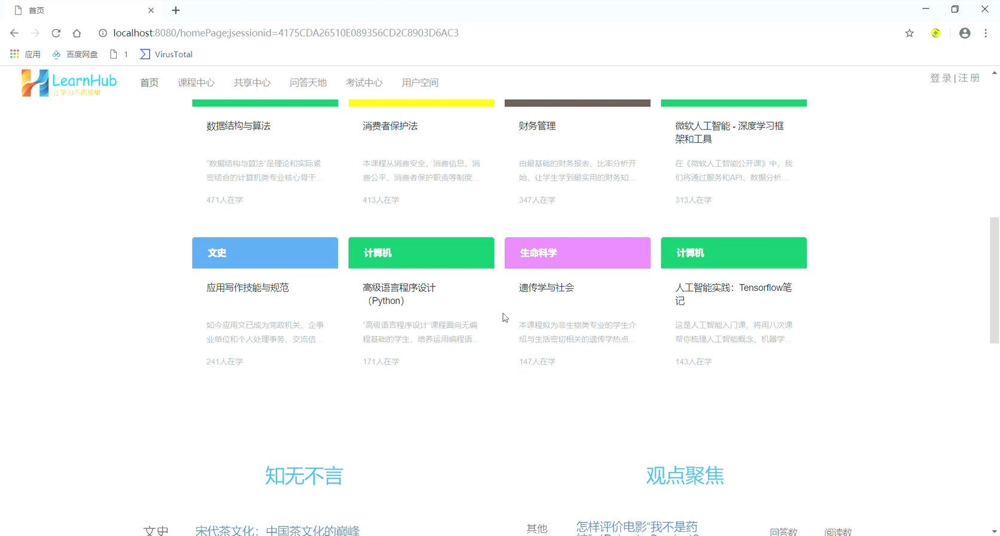 首页
localhost:8080/homePage;jsessionid=4175CDA26510E089356CD2C8903D6AC3
应用 百度网盘 1 VirusTotal
LearnHub
让学习不再孤单
首页 课程中心 共享中心 问答天地 考试中心 用户空间
登录|注册
数据结构与算法
“数据结构与算法”是理论和实际紧
密结合的计算机类专业核心骨干...
471人在学
消费者保护法
本课程从消费安全、消费信息、消
费公平、消费者保护职责等制度...
413人在学
财务管理
由最基础的财务报表、比率分析开
始，让学生学到最实用的财务知...
347人在学
微软人工智能 - 深度学习框
架和工具
在《微软人工智能公开课》中，我
们将通过服务和API、数据分析...
313人在学
文史
应用写作技能与规范
如今应用文已成为党政机关、企事
业单位和个人处理事务、交流信...
241人在学
计算机
高级语言程序设计
（Python）
“高级语言程序设计”课程面向无编
程基础的学生，培养运用编程语...
171人在学
生命科学
遗传学与社会
本课程拟为非生物类专业的学生介
绍与生活密切相关的遗传学热点...
147人在学
计算机
人工智能实践：Tensorflow笔
记
这是人工智能入门课，将用八次课
帮你梳理人工智能概念、机器学...
143人在学
知无不言
文史 宋代茶文化：中国茶文化的巅峰
观点聚焦
其他 怎样评价电影“我不是药
回答数 阅读数